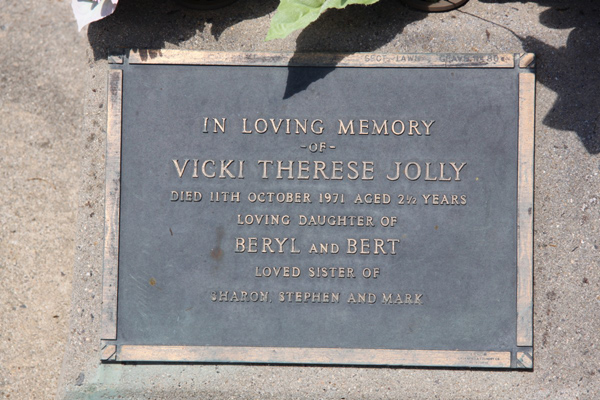 IN LOVING MEMORY
-OF-
VICKI THERESE JOLLY
DIED 11TH OCTOBER 1971 AGED 2½ YEARS
LOVING DAUGHTER OF
BERYL AND BERT
LOVED SISTER OF
SHARON, STEPHEN AND MARK